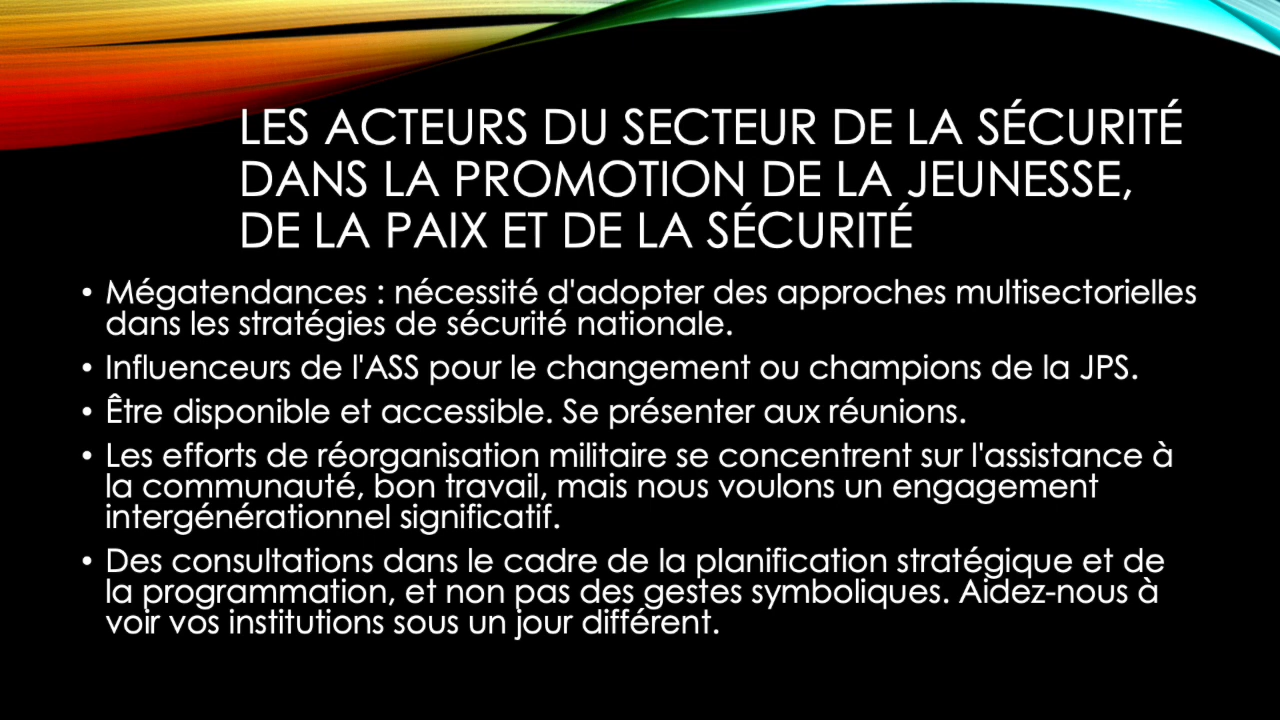 LES ACTEURS DU SECTEUR DE LA SÉCURITÉ
DANS LA PROMOTION DE LA JEUNESSE,
DE LA PAIX ET DE LA SÉCURITÉ
• Mégatendances : nécessité d'adopter des approches multisectorielles
dans les stratégies de sécurité nationale.
• Influenceurs de l'ASS pour le changement ou champions de la JPS.
• Être disponible et accessible. Se présenter aux réunions.
• Les efforts de réorganisation militaire se concentrent sur l'assistance à
la communauté, bon travail, mais nous voulons un engagement
intergénérationnel significatif.
• Des consultations dans le cadre de la planification stratégique et de
la programmation, et non pas des gestes symboliques. Aidez-nous à
voir vos institutions sous un jour différent.